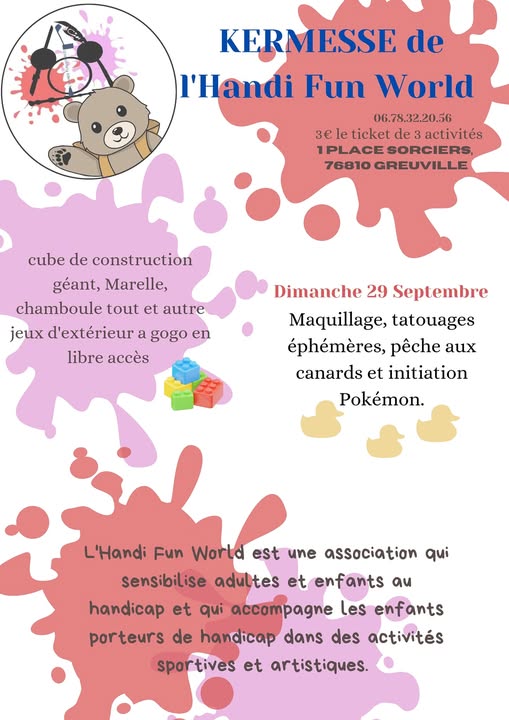 KERMESSE de
l'Handi Fun World
06.78.32.20.56
3€ le ticket de 3 activités
1 PLACE SORCIERS,
76810 GREUVILLE
cube de construction
géant, Marelle,
chamboule tout et autre
jeux d'extérieur a gogo en
libre accès
Dimanche 29 Septembre
Maquillage, tatouages
éphémères, pêche aux
canards et initiation
Pokémon.
L'Handi Fun World est une association qui
sensibilise adultes et enfants au
handicap et qui accompagne les enfants
porteurs de handicap dans des activités
sportives et artistiques.